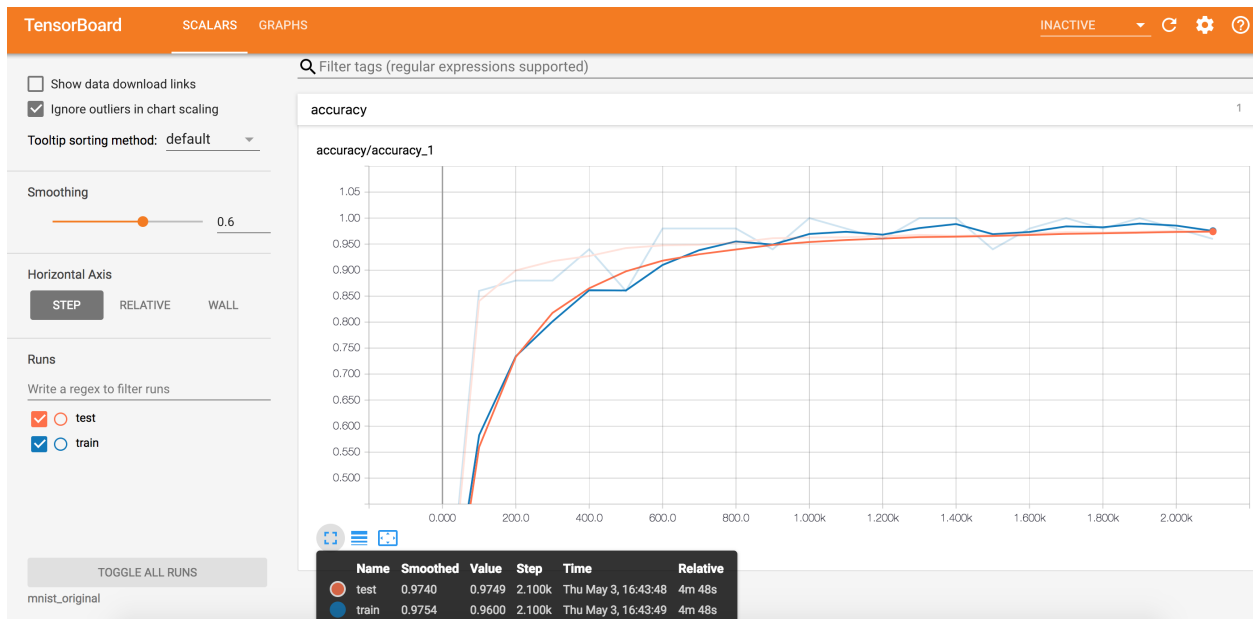 TensorBoard SCALARS GRAPHS INACTIVE
Show data download links
Ignore outliers in chart scaling
Tooltip sorting method: default
Smoothing
0.6
Horizontal Axis
STEP RELATIVE WALL
Runs
Write a regex to filter runs
test
train
TOGGLE ALL RUNS
mnist_original
Filter tags (regular expressions supported)
accuracy 1
accuracy/accuracy_1
1.05
1.00
0.950
0.900
0.850
0.800
0.750
0.700
0.650
0.600
0.550
0.500
0.000 200.0 400.0 600.0 800.0 1.000k 1.200k 1.400k 1.600k 1.800k 2.000k
Name Smoothed Value Step Time Relative
test 0.9740 0.9749 2.100k Thu May 3, 16:43:48 4m 48s
train 0.9754 0.9600 2.100k Thu May 3, 16:43:49 4m 48s